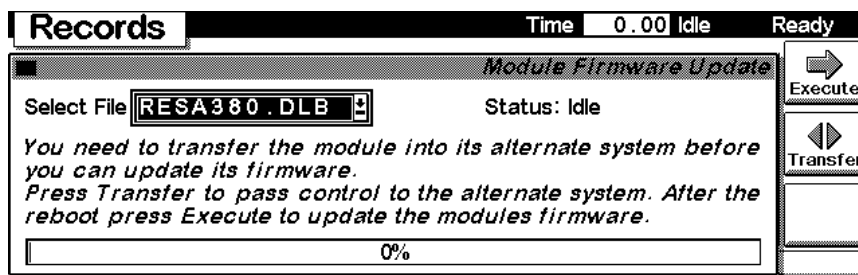 Records Time 0.00 Idle Ready
Module Firmware Update
Execute
Select File RESA380.DLB Status: Idle
You need to transfer the module into its alternate system before
you can update its firmware.
Transfer
Press Transfer to pass control to the alternate system. After the
reboot press Execute to update the modules firmware.
0%